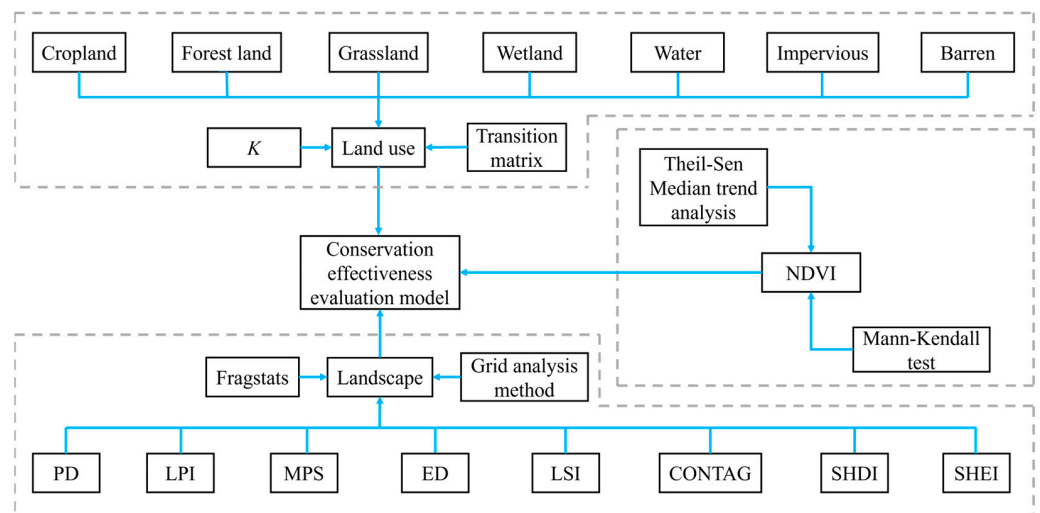 Cropland
Forest land
Grassland
Wetland
Water
Impervious
Barren
K
Land use
Transition
matrix
Theil-Sen
Median trend
analysis
Conservation
effectiveness
evaluation model
NDVI
Mann-Kendall
test
Fragstats
Landscape
Grid analysis
method
PD
LPI
MPS
ED
LSI
CONTAG
SHDI
SHEI